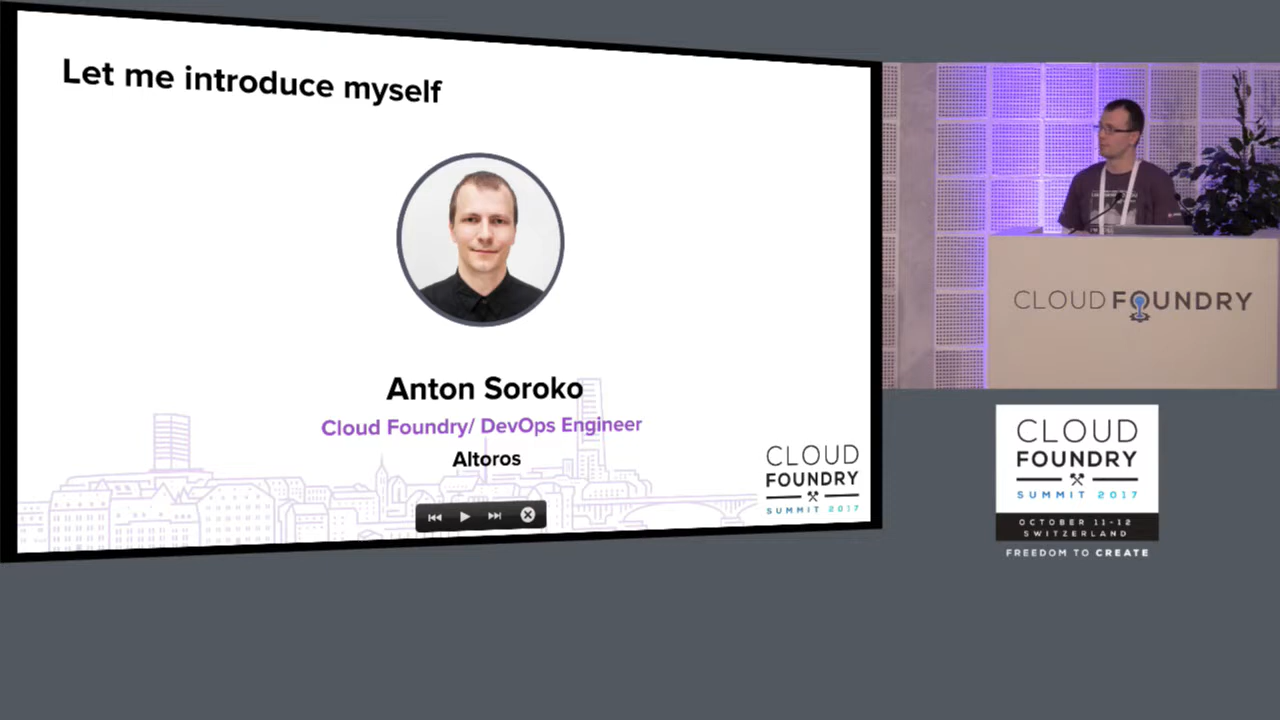 Let me introduce myself
Anton Soroko
Cloud Foundry/ DevOps Engineer
Altoros
CLOUD
FOUNDRY
SUMMIT 2017
CLOUD FOUNDRY
CLOUD
FOUNDRY
SUMMIT 2017
OCTOBER 11-12
SWITZERLAND
FREEDOM TO CREATE